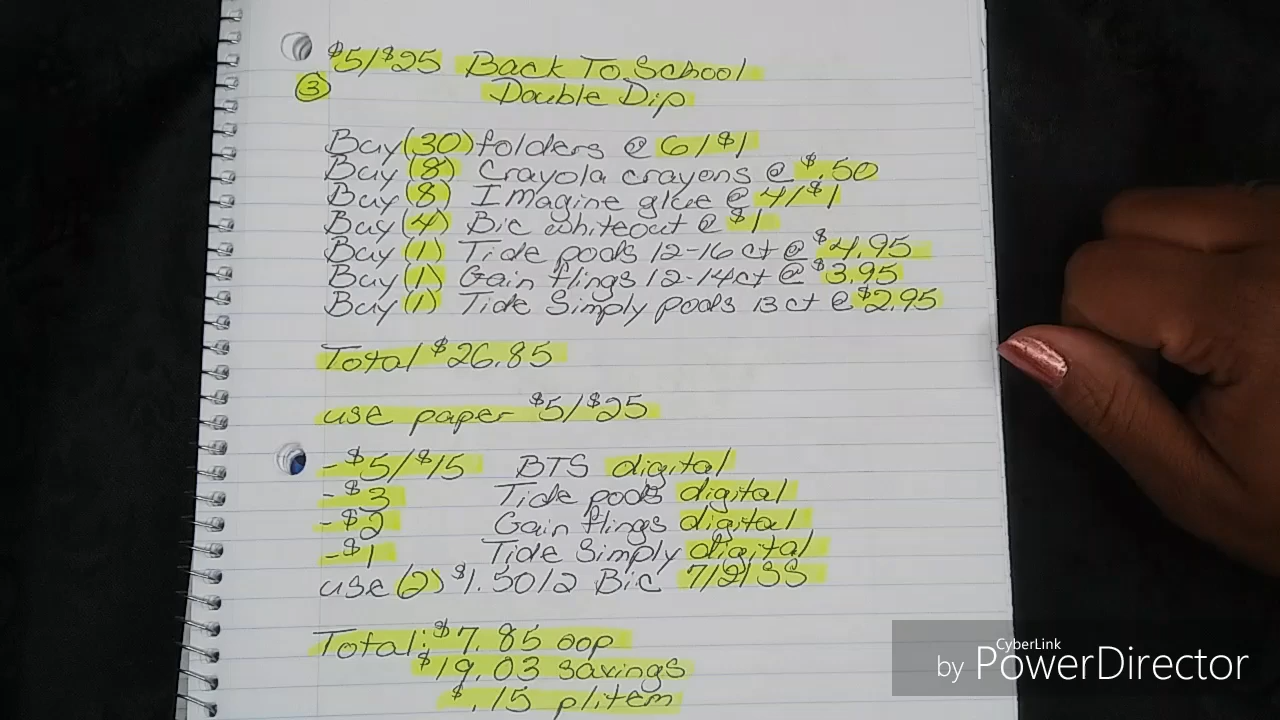 $5/$25 Back To School
③ Double Dip
Buy (30) folders @ 6/$1
Buy (8) Crayola crayons @ $.50
Buy (8) Imagine glue @ 4/$1
Buy (4) Bic whiteout @ $1
Buy (1) Tide pods 12-16 ct @ $4.95
Buy (1) Gain flings 12-14ct @ $3.95
Buy (1) Tide Simply pods 13 ct @ $2.95
Total $26.85
use paper $5/$25
-$5/$15 BTS digital
-$3 Tide pods digital
-$2 Gain flings digital
-$1 Tide Simply digital
use (2) $1.50/2 Bic 7/21SS
Total: $7.85 oop
$19.03 savings
$.15 p/item
CyberLink
by PowerDirector